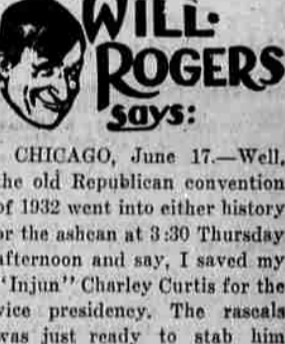 WILL
ROGERS
says:
CHICAGO, June 17.—Well,
the old Republican convention
of 1932 went into either history
or the ashcan at 3:30 Thursday
afternoon and say, I saved my
"Injun" Charley Curtis for the
vice presidency. The rascals
was just ready to stab him